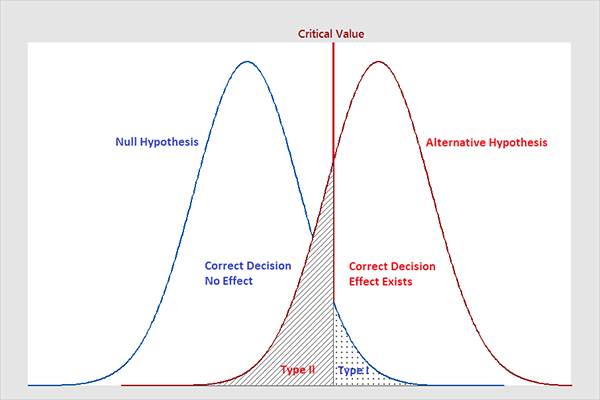 Critical Value
Null Hypothesis
Alternative Hypothesis
Correct Decision
No Effect
Correct Decision
Effect Exists
Type II
Type I